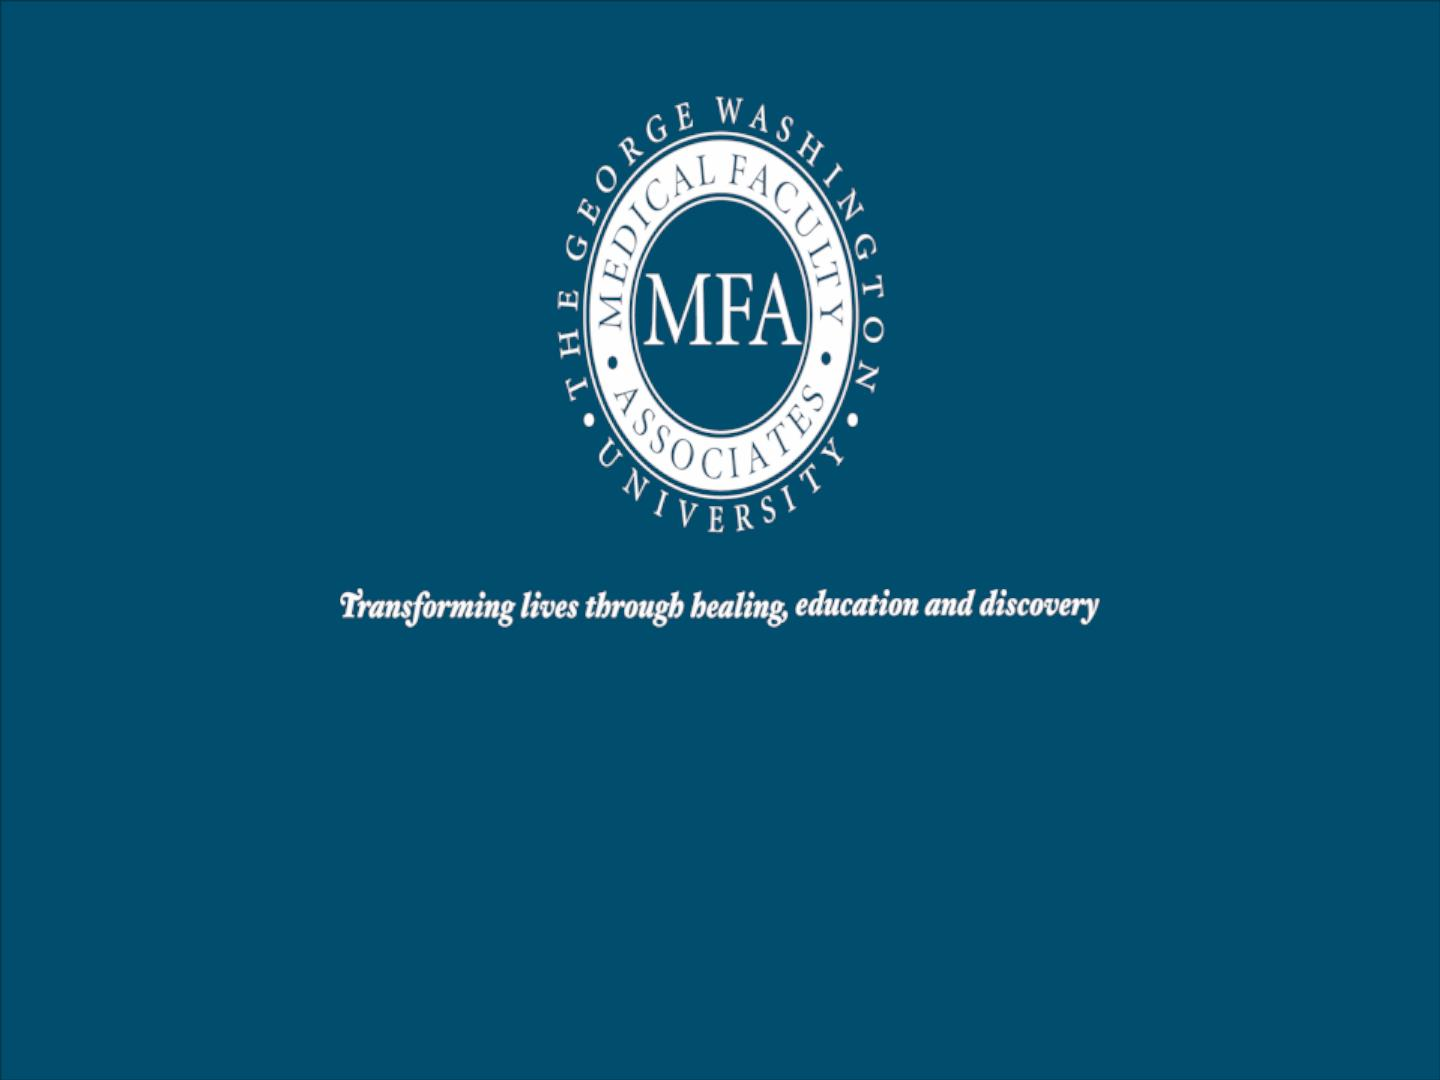 THE GEORGE WASHINGTON
• UNIVERSITY •
MEDICAL FACULTY
• ASSOCIATES •
MFA
Transforming lives through healing, education and discovery